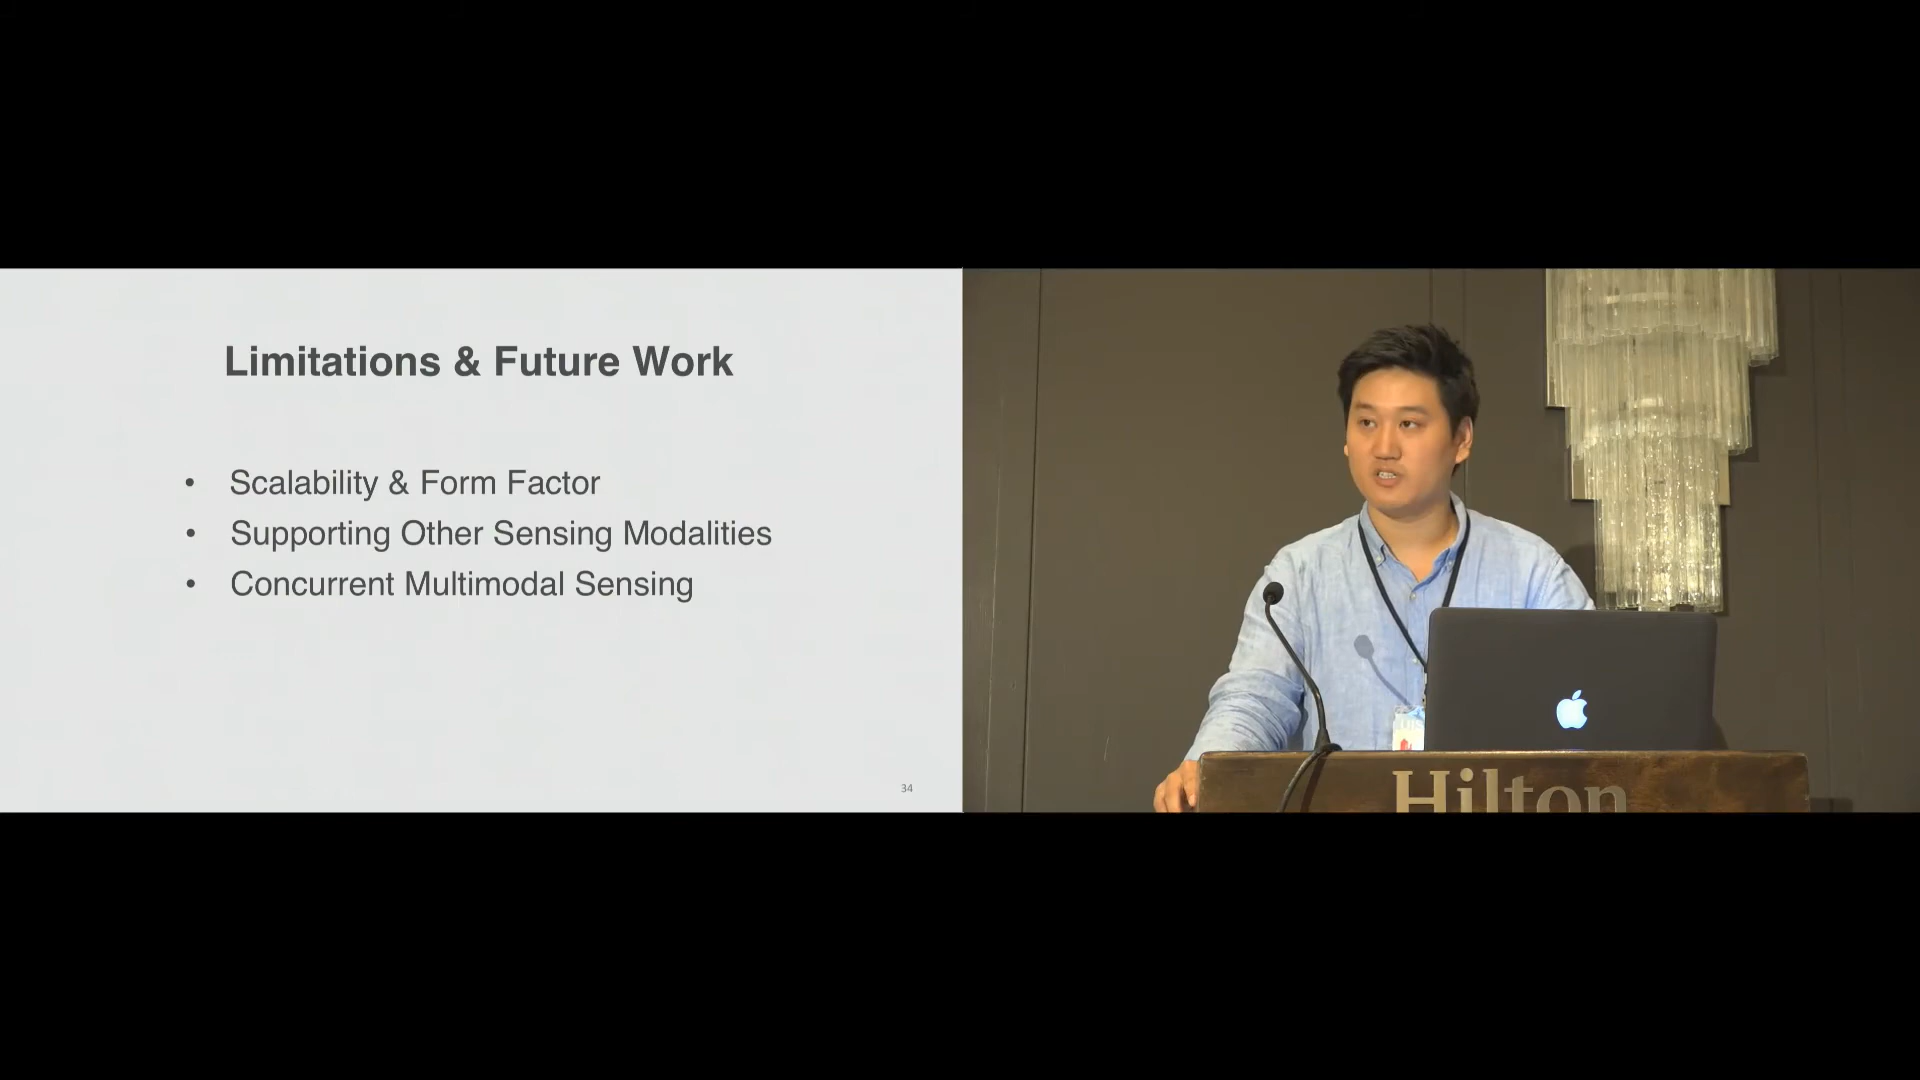 Limitations & Future Work
• Scalability & Form Factor
• Supporting Other Sensing Modalities
• Concurrent Multimodal Sensing
34
Hilton